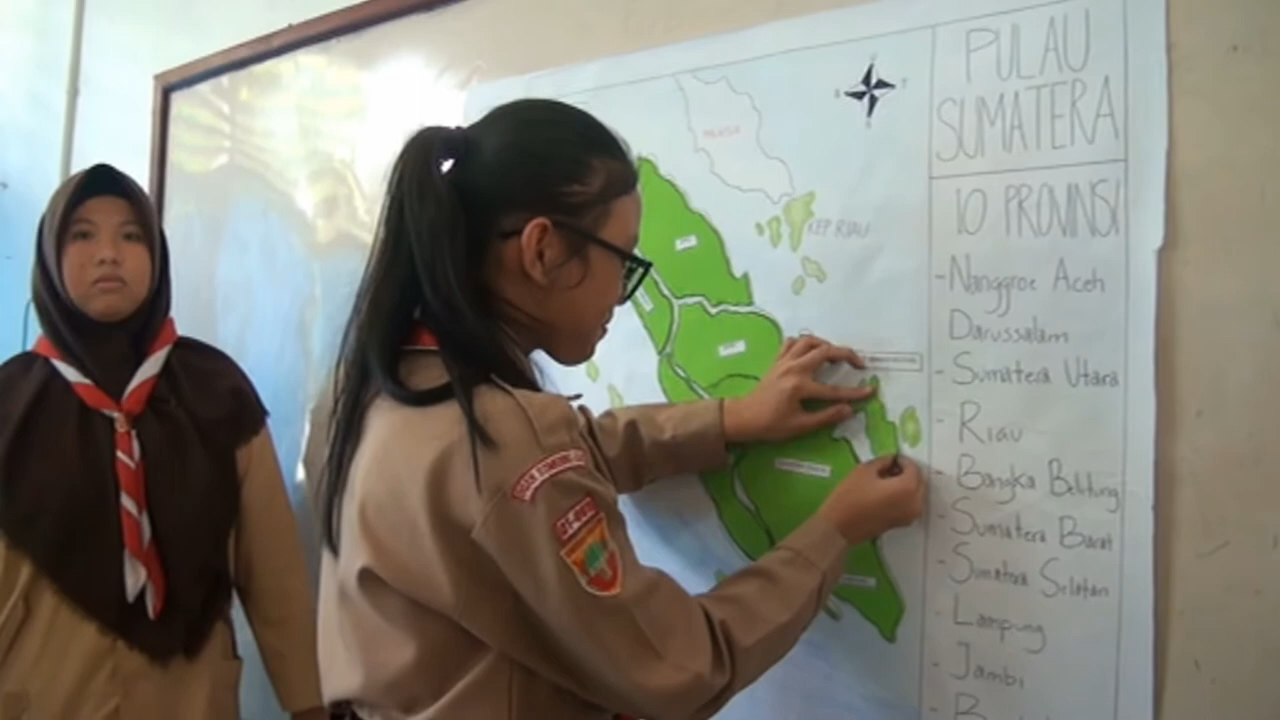 PULAU
SUMATERA
10 PROVINSI
- Nanggroe Aceh
Darussalam
- Sumatera Utara
- Riau
- Bangka Belitung
- Sumatera Barat
- Sumatera Selatan
- Lampung
- Jambi
MALAYSIA
KEP RIAU